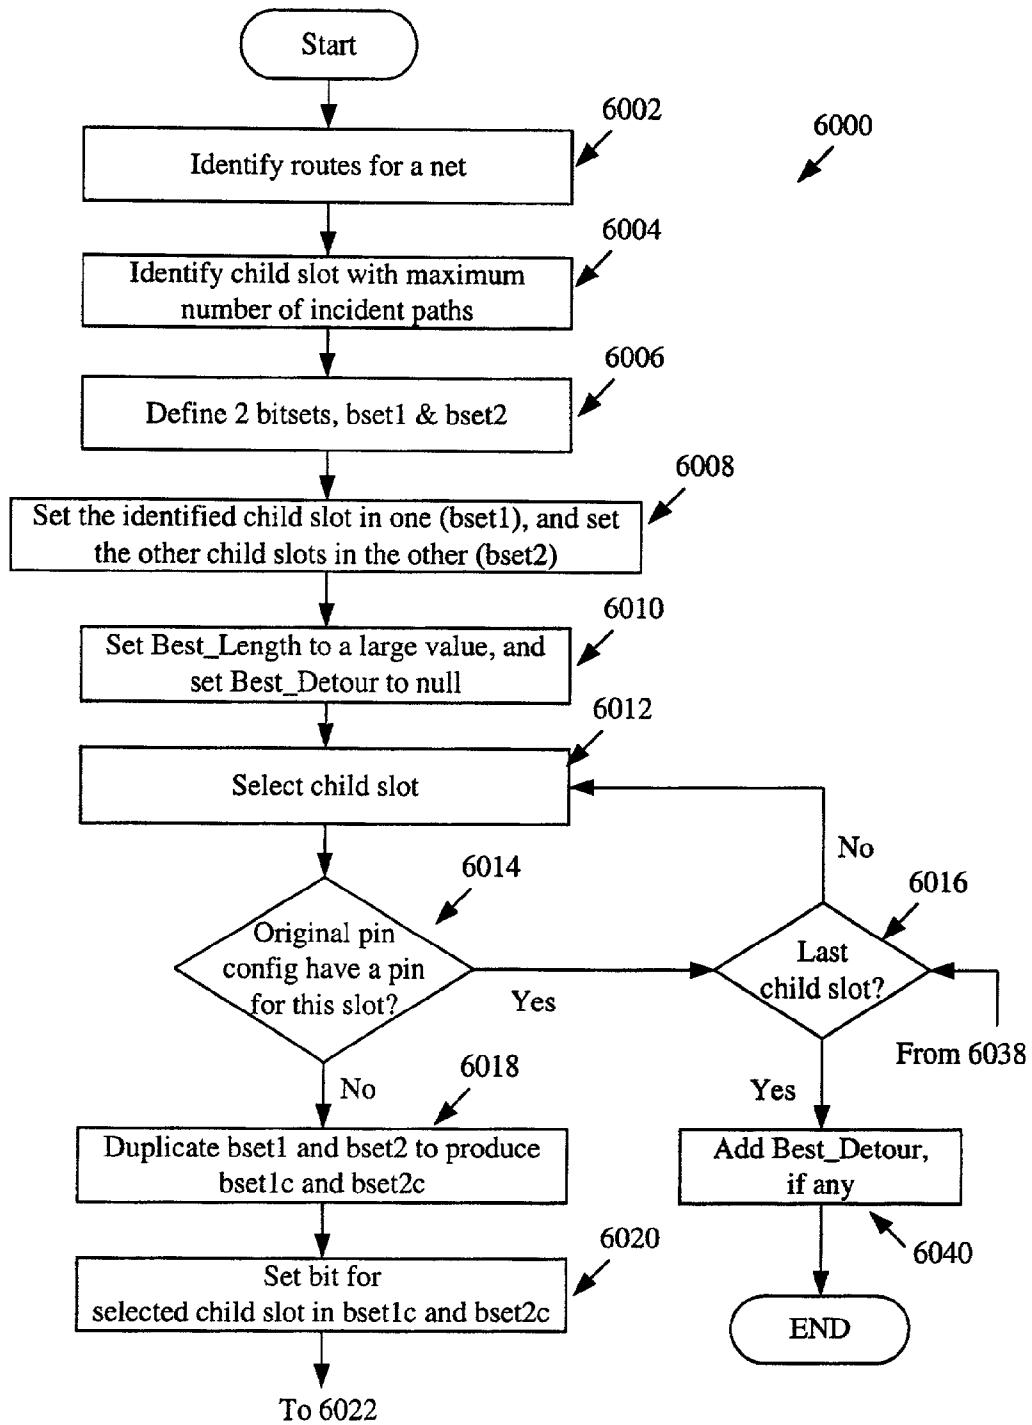 Start
6002
6000
Identify routes for a net
6004
Identify child slot with maximum
number of incident paths
6006
Define 2 bitsets, bset1 & bset2
6008
Set the identified child slot in one (bset1), and set
the other child slots in the other (bset2)
6010
Set Best_Length to a large value, and
set Best_Detour to null
6012
Select child slot
No
6014
6016
Original pin
config have a pin
for this slot?
Yes
Last
child slot?
From 6038
No
6018
Yes
Duplicate bset1 and bset2 to produce
bset1c and bset2c
Add Best_Detour,
if any
6020
6040
Set bit for
selected child slot in bset1c and bset2c
END
To 6022